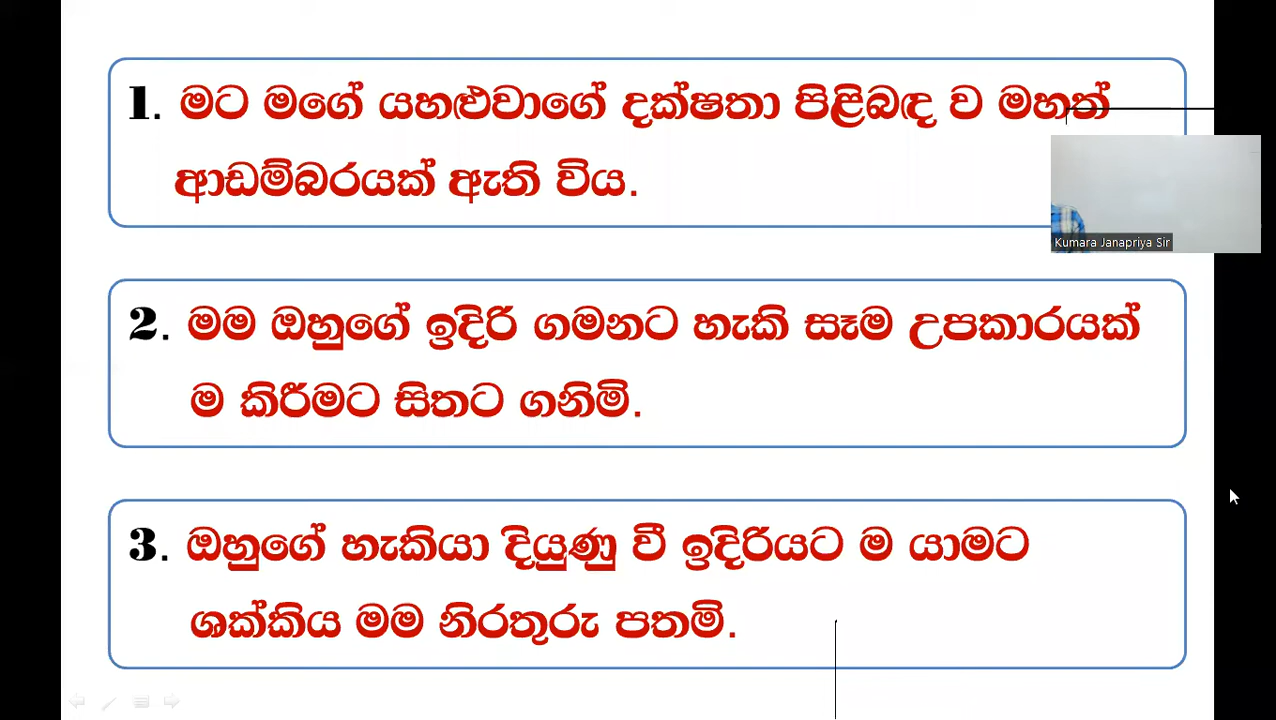 1. මට මගේ යහළුවාගේ දක්ෂතා පිළිබඳ ව මහත්
ආඩම්බරයක් ඇති විය.
Kumara Janapriya Sir
2. මම ඔහුගේ ඉදිරි ගමනට හැකි සෑම උපකාරයක්
ම කිරීමට සිතට ගනිමි.
3. ඔහුගේ හැකියා දියුණු වී ඉදිරියට ම යාමට
ශක්කිය මම නිරතුරු පතමි.